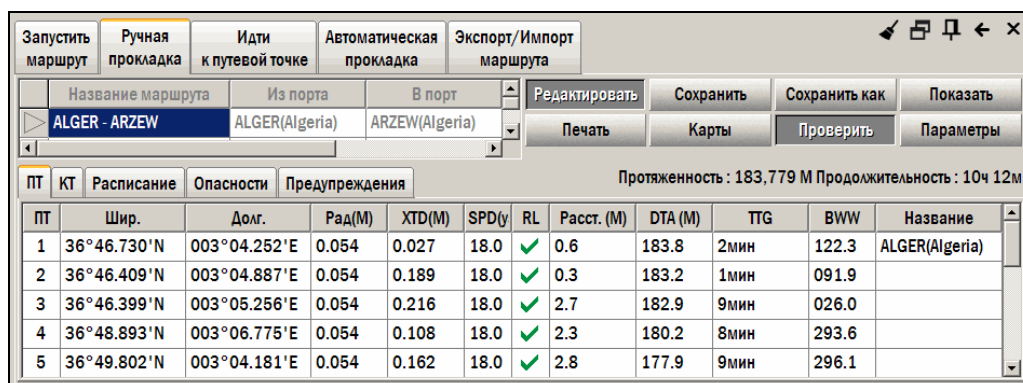 Запустить маршрут Ручная прокладка Идти к путевой точке Автоматическая прокладка Экспорт/Импорт маршрута
Название маршрута Из порта В порт Редактировать Сохранить Сохранить как Показать
ALGER - ARZEW ALGER(Algeria) ARZEW(Algeria) Печать Карты Проверить Параметры
ПТ КТ Расписание Опасности Предупреждения Протяженность : 183,779 М Продолжительность : 10ч 12м
ПТ Шир. Долг. Рад(М) XTD(М) SPD(у RL Расст. (М) DTA (М) TTG BWW Название
1 36°46.730'N 003°04.252'E 0.054 0.027 18.0 ✓ 0.6 183.8 2мин 122.3 ALGER(Algeria)
2 36°46.409'N 003°04.887'E 0.054 0.189 18.0 ✓ 0.3 183.2 1мин 091.9
3 36°46.399'N 003°05.256'E 0.054 0.216 18.0 ✓ 2.7 182.9 9мин 026.0
4 36°48.893'N 003°06.775'E 0.054 0.108 18.0 ✓ 2.3 180.2 8мин 293.6
5 36°49.802'N 003°04.181'E 0.054 0.162 18.0 ✓ 2.8 177.9 9мин 296.1